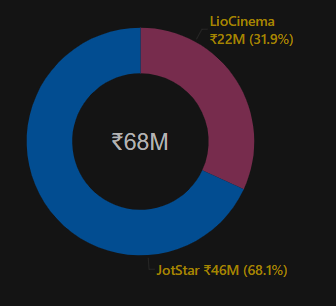 LioCinema
₹22M (31.9%)
₹68M
JotStar ₹46M (68.1%)